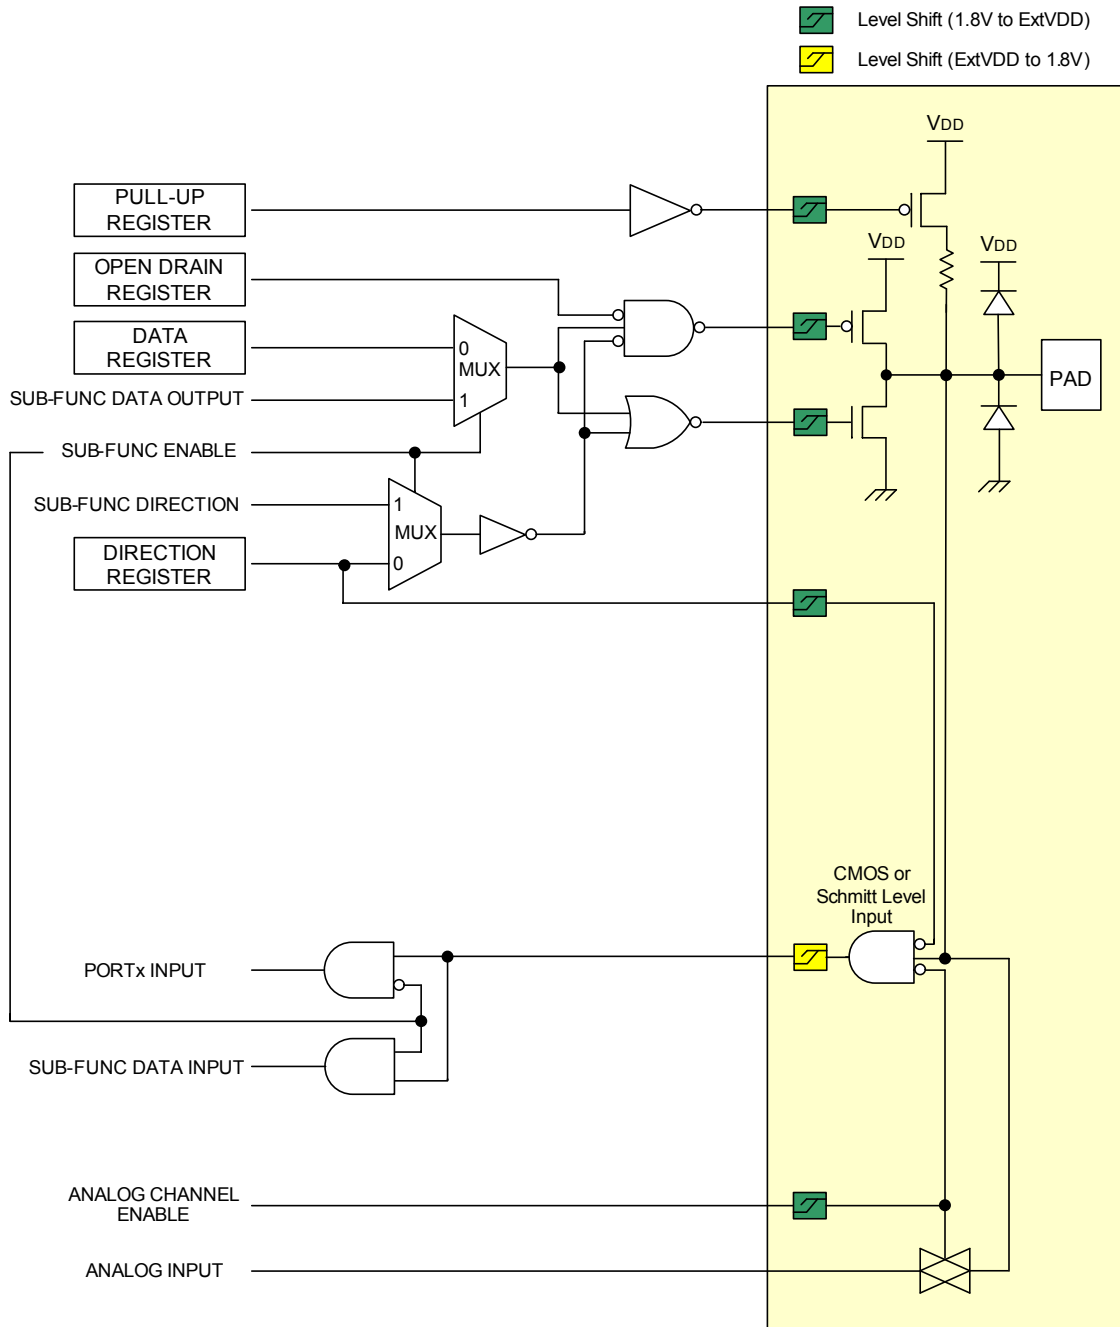 Level Shift (1.8V to ExtVDD)
Level Shift (ExtVDD to 1.8V)
VDD
PULL-UP
REGISTER
VDD
VDD
OPEN DRAIN
REGISTER
DATA
REGISTER
0
MUX
1
PAD
SUB-FUNC DATA OUTPUT
SUB-FUNC ENABLE
SUB-FUNC DIRECTION
1
MUX
0
DIRECTION
REGISTER
CMOS or
Schmitt Level
Input
PORTx INPUT
SUB-FUNC DATA INPUT
ANALOG CHANNEL
ENABLE
ANALOG INPUT